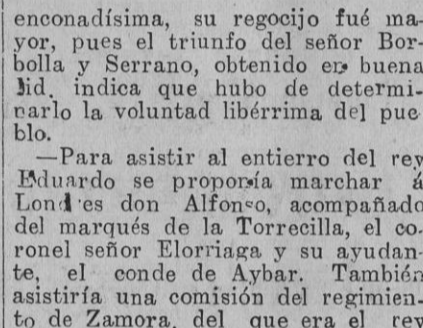 enconadísima, su regocijo fué ma-
yor, pues el triunfo del señor Bor-
bolla y Serrano, obtenido en buena
lid, indica que hubo de determi-
narlo la voluntad libérrima del pue
blo.
—Para asistir al entierro del rey
Eduardo se proponía marchar á
Londres don Alfonso, acompañado
del marqués de la Torrecilla, el co-
ronel señor Elorriaga y su ayudan-
te, el conde de Aybar. También
asistiría una comisión del regimien-
to de Zamora, del que era el rey